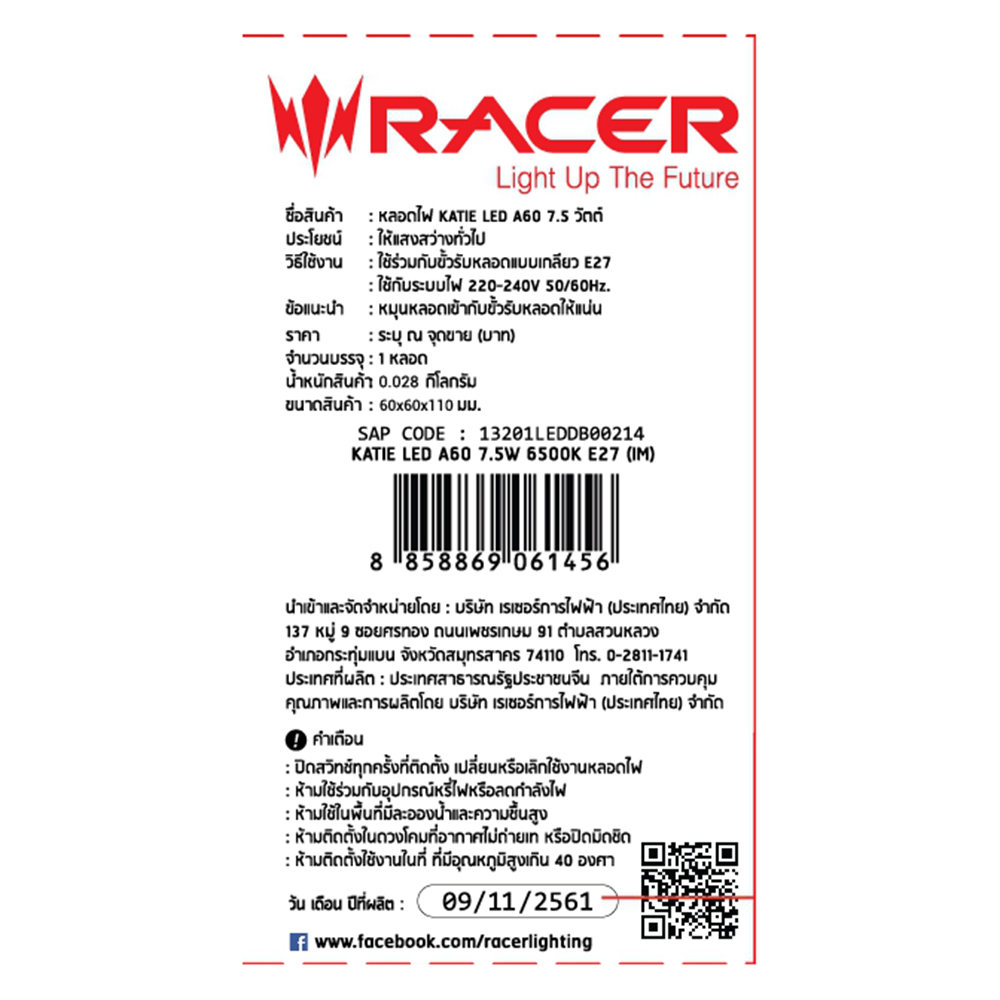 RACER
Light Up The Future
ชื่อสินค้า : หลอดไฟ KATIE LED A60 7.5 วัตต์
ประโยชน์ : ให้แสงสว่างทั่วไป
วิธีใช้งาน : ใช้ร่วมกับขั้วรับหลอดแบบเกลียว E27
: ใช้กับระบบไฟ 220-240V 50/60Hz.
ข้อแนะนำ : หมุนหลอดเข้ากับขั้วรับหลอดให้แน่น
ราคา : ระบุ ณ จุดขาย (บาท)
จำนวนบรรจุ : 1 หลอด
น้ำหนักสินค้า: 0.028 กิโลกรัม
ขนาดสินค้า : 60x60x110 มม.
SAP CODE : 13201LEDDB00214
KATIE LED A60 7.5W 6500K E27 (IM)
8 858869 061456
นำเข้าและจัดจำหน่ายโดย : บริษัท เรเซอร์การไฟฟ้า (ประเทศไทย) จำกัด
137 หมู่ 9 ซอยศรทอง ถนนเพชรเกษม 91 ตำบลสวนหลวง
อำเภอกระทุ่มแบน จังหวัดสมุทรสาคร 74110 โทร. 0-2811-1741
ประเทศที่ผลิต : ประเทศสาธารณรัฐประชาชนจีน ภายใต้การควบคุม
คุณภาพและการผลิตโดย บริษัท เรเซอร์การไฟฟ้า (ประเทศไทย) จำกัด
! คำเตือน
: ปิดสวิทช์ทุกครั้งที่ติดตั้ง เปลี่ยนหรือเลิกใช้งานหลอดไฟ
: ห้ามใช้ร่วมกับอุปกรณ์หรี่ไฟหรือลดกำลังไฟ
: ห้ามใช้ในพื้นที่มีละอองน้ำและความชื้นสูง
: ห้ามติดตั้งในดวงโคมที่อากาศไม่ถ่ายเท หรือปิดมิดชิด
: ห้ามติดตั้งใช้งานในที่ ที่มีอุณหภูมิสูงเกิน 40 องศา
วัน เดือน ปีที่ผลิต : 09/11/2561
www.facebook.com/racerlighting